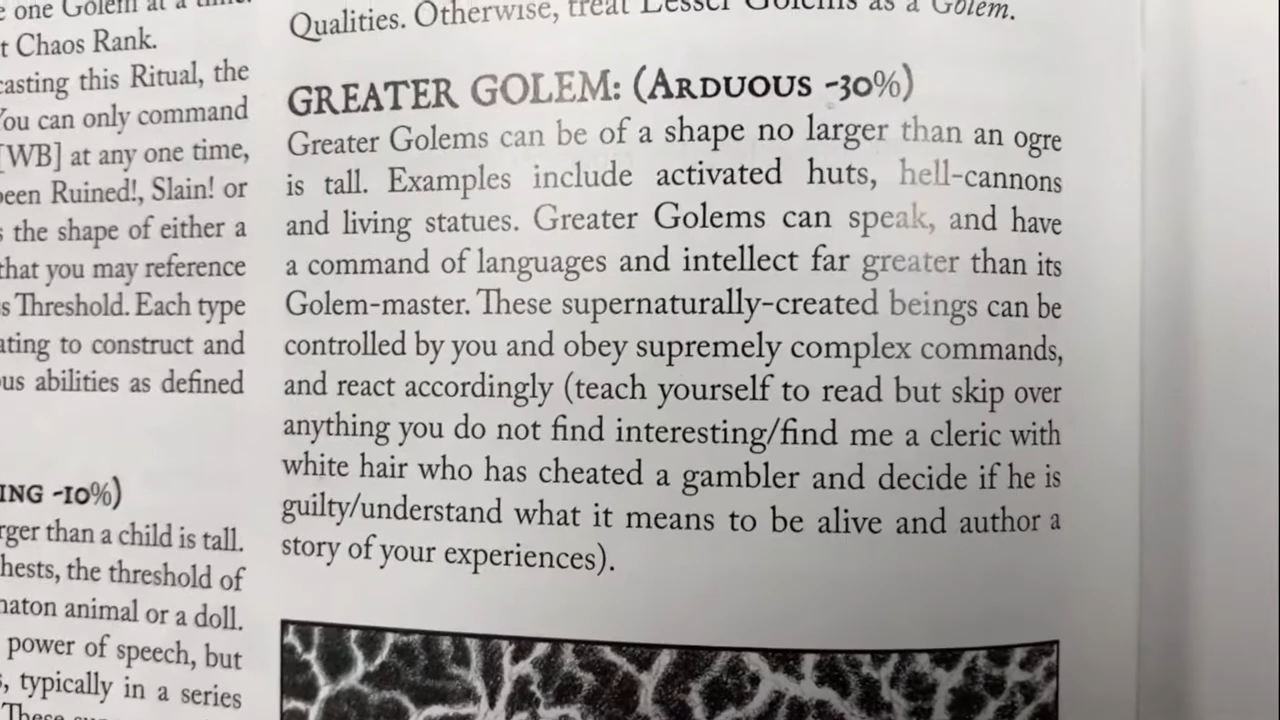 e one Golem at a time.
t Chaos Rank.
casting this Ritual, the
You can only command
[WB] at any one time,
been Ruined!, Slain! or
s the shape of either a
that you may reference
s Threshold. Each type
ating to construct and
us abilities as defined
ING -10%)
rger than a child is tall.
hests, the threshold of
naton animal or a doll.
power of speech, but
s, typically in a series
These
Qualities. Otherwise, treat Lesser Golems as a Golem.
GREATER GOLEM: (ARDUOUS -30%)
Greater Golems can be of a shape no larger than an ogre
is tall. Examples include activated huts, hell-cannons
and living statues. Greater Golems can speak, and have
a command of languages and intellect far greater than its
Golem-master. These supernaturally-created beings can be
controlled by you and obey supremely complex commands,
and react accordingly (teach yourself to read but skip over
anything you do not find interesting/find me a cleric with
white hair who has cheated a gambler and decide if he is
guilty/understand what it means to be alive and author a
story of your experiences).